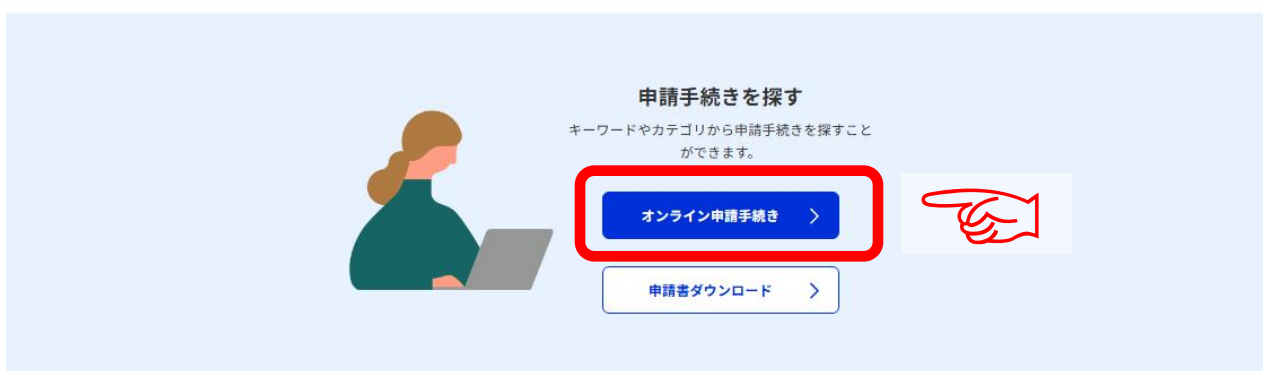 申請手続きを探す
キーワードやカテゴリから申請手続きを探すこと
ができます。
オンライン申請手続き
申請書ダウンロード